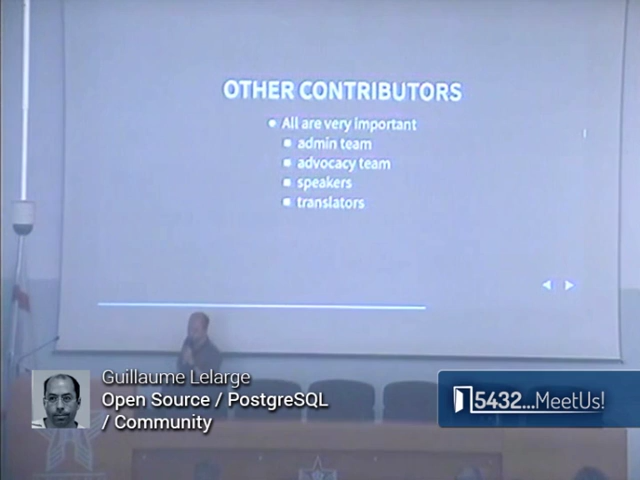 OTHER CONTRIBUTORS
All are very important
admin team
advocacy team
speakers
translators
Guillaume Lelarge
Open Source / PostgreSQL
/ Community
5432...MeetUs!